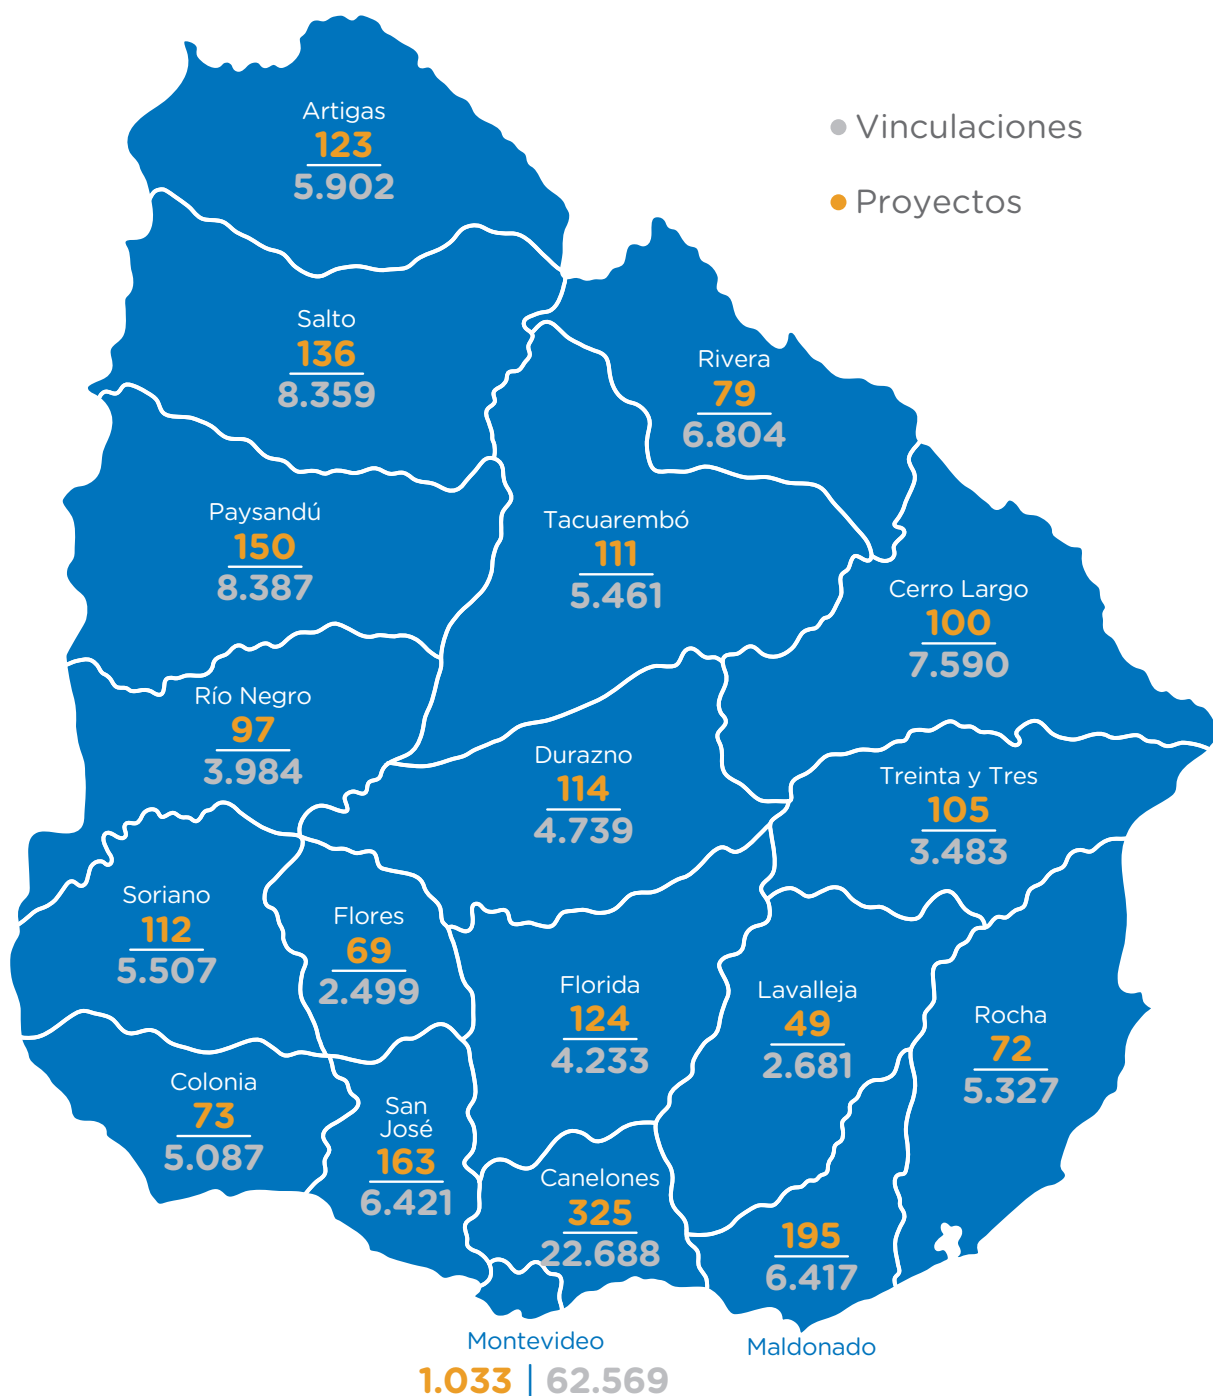 Artigas
123
5.902
Vinculaciones
Proyectos
Salto
136
8.359
Rivera
79
6.804
Paysandú
150
8.387
Tacuarembó
111
5.461
Cerro Largo
100
7.590
Río Negro
97
3.984
Durazno
114
4.739
Treinta y Tres
105
3.483
Soriano
112
5.507
Flores
69
2.499
Florida
124
4.233
Lavalleja
49
2.681
Rocha
72
5.327
Colonia
73
5.087
San
José
163
6.421
Canelones
325
22.688
195
6.417
Maldonado
Montevideo
1.033 | 62.569